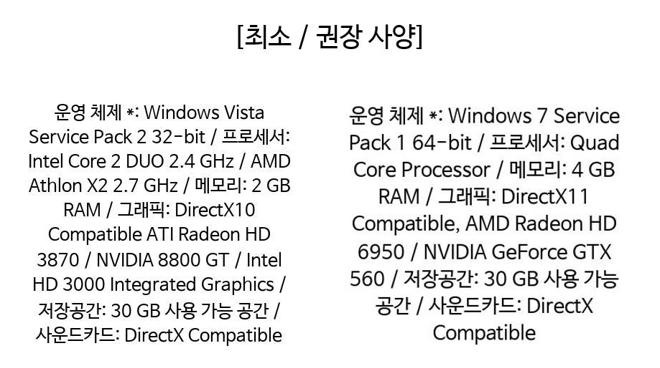 [최소 / 권장 사양]
운영 체제 *: Windows Vista
Service Pack 2 32-bit / 프로세서:
Intel Core 2 DUO 2.4 GHz / AMD
Athlon X2 2.7 GHz / 메모리: 2 GB
RAM / 그래픽: DirectX10
Compatible ATI Radeon HD
3870 / NVIDIA 8800 GT / Intel
HD 3000 Integrated Graphics /
저장공간: 30 GB 사용 가능 공간 /
사운드카드: DirectX Compatible
운영 체제 *: Windows 7 Service
Pack 1 64-bit / 프로세서: Quad
Core Processor / 메모리: 4 GB
RAM / 그래픽: DirectX11
Compatible, AMD Radeon HD
6950 / NVIDIA GeForce GTX
560 / 저장공간: 30 GB 사용 가능
공간 / 사운드카드: DirectX
Compatible